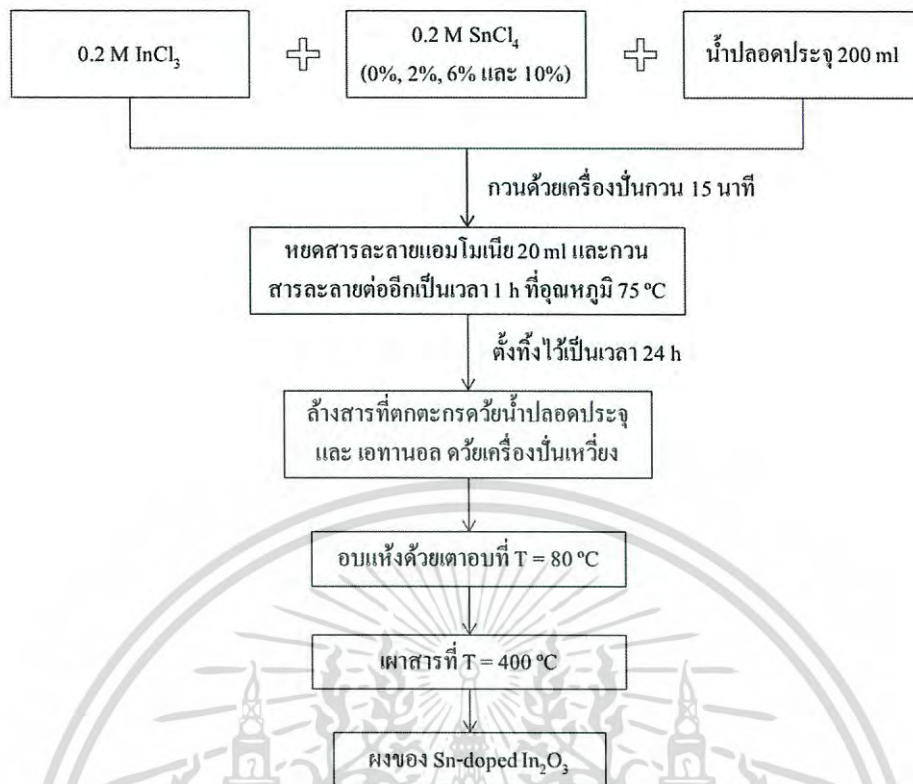 0.2 M InCl₃
0.2 M SnCl₄
(0%, 2%, 6% และ 10%)
น้ำปลอดประจุ 200 ml
กวนด้วยเครื่องปั่นกวน 15 นาที
หยดสารละลายแอมโมเนีย 20 ml และกวน
สารละลายต่ออีกเป็นเวลา 1 h ที่อุณหภูมิ 75 °C
ตั้งทิ้งไว้เป็นเวลา 24 h
ล้างสารที่ตกตะกรดว้ยน้ำปลอดประจุ
และ เอทานอล ดว้ยเครื่องปั่นเหวี่ยง
อบแห้งด้วยเตาอบที่ T = 80 °C
เผาสารที่ T = 400 °C
ผงของ Sn-doped In₂O₃